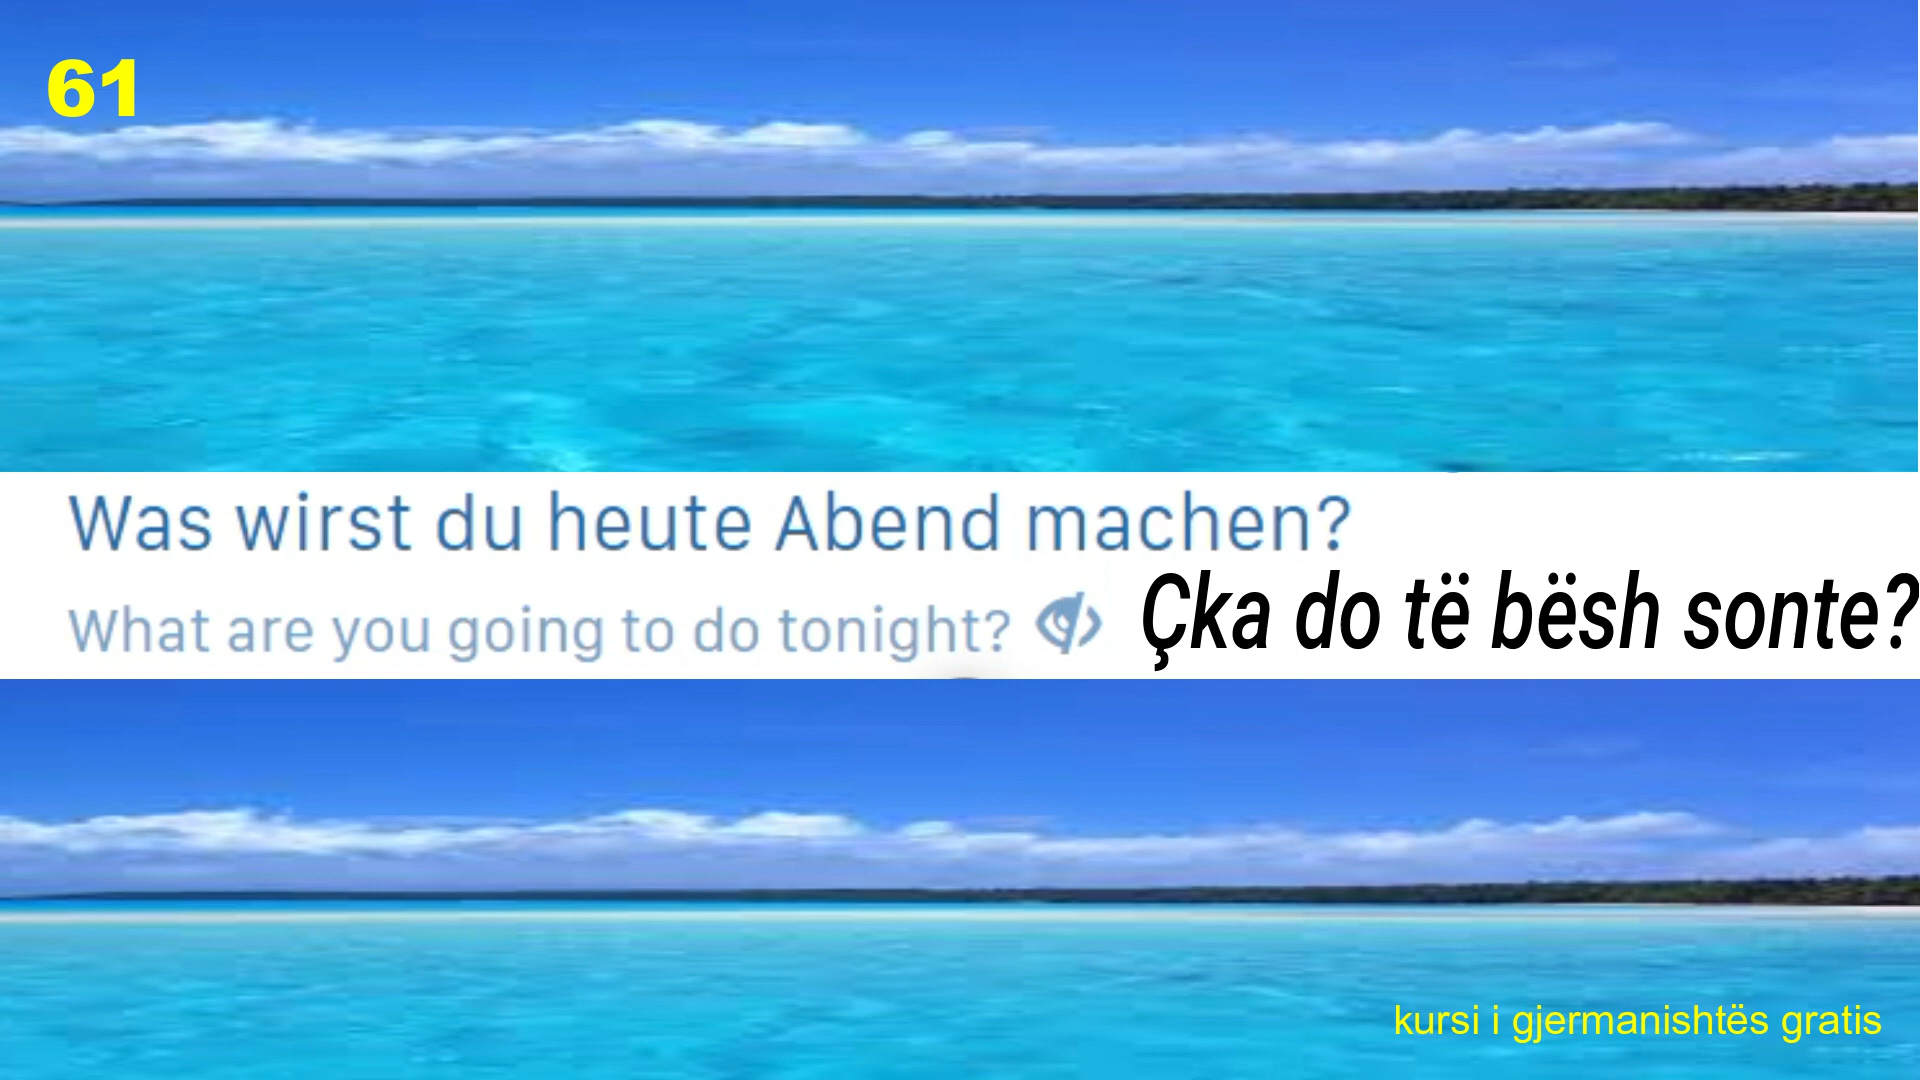 61
Was wirst du heute Abend machen?
What are you going to do tonight?
Çka do të bësh sonte?
kursi i gjermanishtës gratis